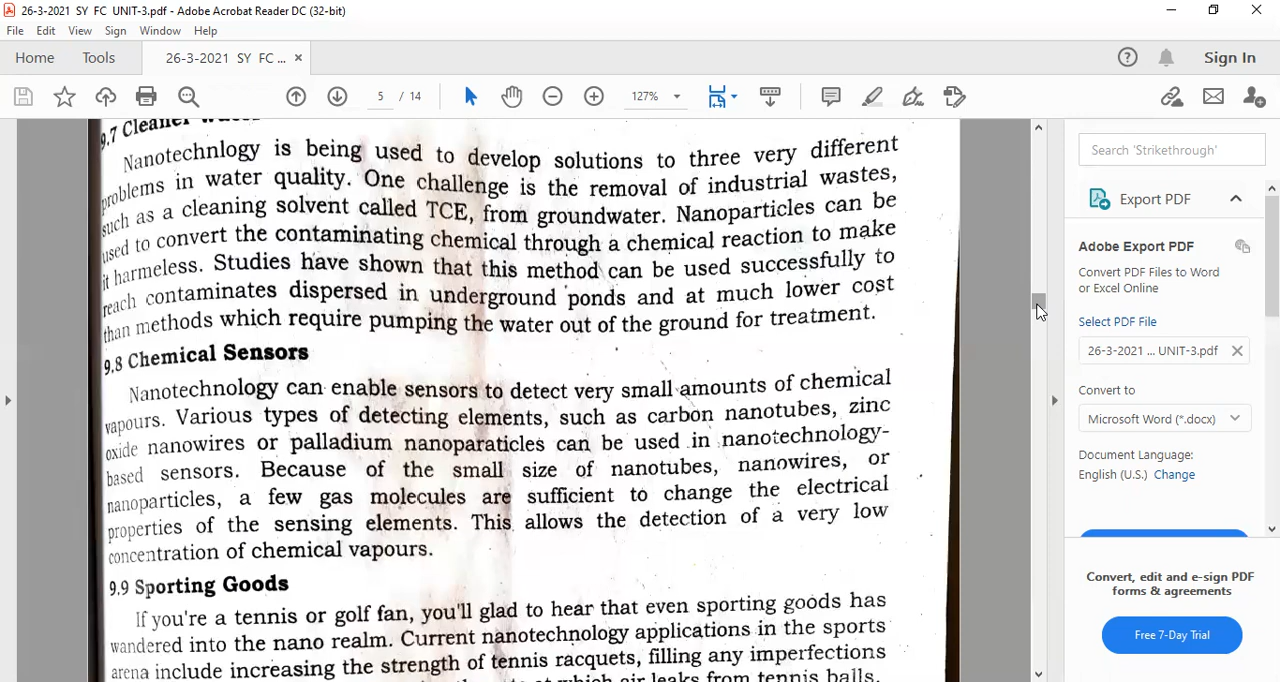 26-3-2021 SY FC UNIT-3.pdf - Adobe Acrobat Reader DC (32-bit)
File Edit View Sign Window Help
Home Tools 26-3-2021 SY FC ... × Sign In
5 / 14 127%
9.7 Cleaner
Nanotechnlogy is being used to develop solutions to three very different
problems in water quality. One challenge is the removal of industrial wastes,
such as a cleaning solvent called TCE, from groundwater. Nanoparticles can be
used to convert the contaminating chemical through a chemical reaction to make
it harmeless. Studies have shown that this method can be used successfully to
reach contaminates dispersed in underground ponds and at much lower cost
than methods which require pumping the water out of the ground for treatment.
9.8 Chemical Sensors
Nanotechnology can enable sensors to detect very small amounts of chemical
vapours. Various types of detecting elements, such as carbon nanotubes, zinc
oxide nanowires or palladium nanoparaticles can be used in nanotechnology-
based sensors. Because of the small size of nanotubes, nanowires, or
nanoparticles, a few gas molecules are sufficient to change the electrical
properties of the sensing elements. This allows the detection of a very low
concentration of chemical vapours.
9.9 Sporting Goods
If you're a tennis or golf fan, you'll glad to hear that even sporting goods has
wandered into the nano realm. Current nanotechnology applications in the sports
arena include increasing the strength of tennis racquets, filling any imperfections
at which air leaks from tennis balls.
Search 'Strikethrough'
Export PDF
Adobe Export PDF
Convert PDF Files to Word
or Excel Online
Select PDF File
26-3-2021 ... UNIT-3.pdf ×
Convert to
Microsoft Word (*.docx)
Document Language:
English (U.S.) Change
Convert, edit and e-sign PDF
forms & agreements
Free 7-Day Trial